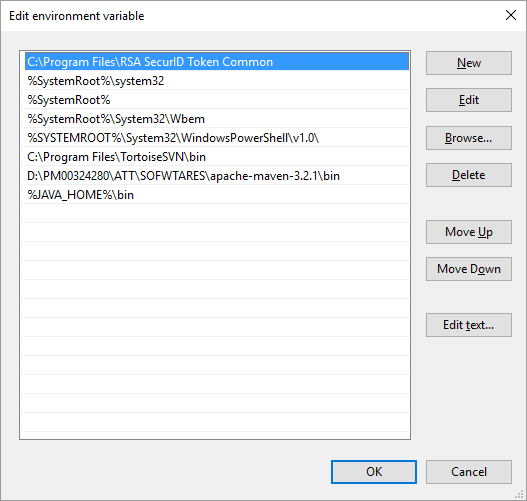 Edit environment variable
C:\Program Files\RSA SecurID Token Common
%SystemRoot%\system32
%SystemRoot%
%SystemRoot%\System32\Wbem
%SYSTEMROOT%\System32\WindowsPowerShell\v1.0\
C:\Program Files\TortoiseSVN\bin
D:\PM00324280\ATT\SOFWTARES\apache-maven-3.2.1\bin
%JAVA_HOME%\bin
New
Edit
Browse...
Delete
Move Up
Move Down
Edit text...
OK
Cancel